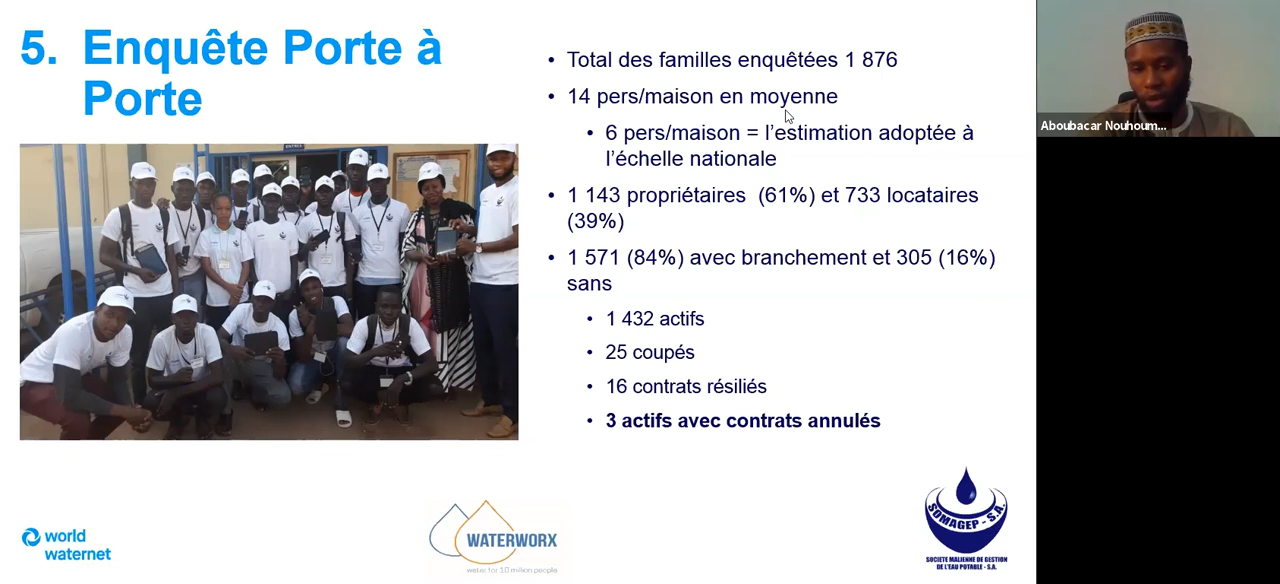 5. Enquête Porte à
Porte
• Total des familles enquêtées 1 876
• 14 pers/maison en moyenne
• 6 pers/maison = l'estimation adoptée à
l'échelle nationale
• 1 143 propriétaires (61%) et 733 locataires
(39%)
• 1 571 (84%) avec branchement et 305 (16%)
sans
• 1 432 actifs
• 25 coupés
• 16 contrats résiliés
• 3 actifs avec contrats annulés
Aboubacar Nouhoum...
world
waternet
WATERWORX
water for 10 million people
SOMAGEP - S.A.
SOCIETE MALIENNE DE GESTION
DE L'EAU POTABLE - S.A.